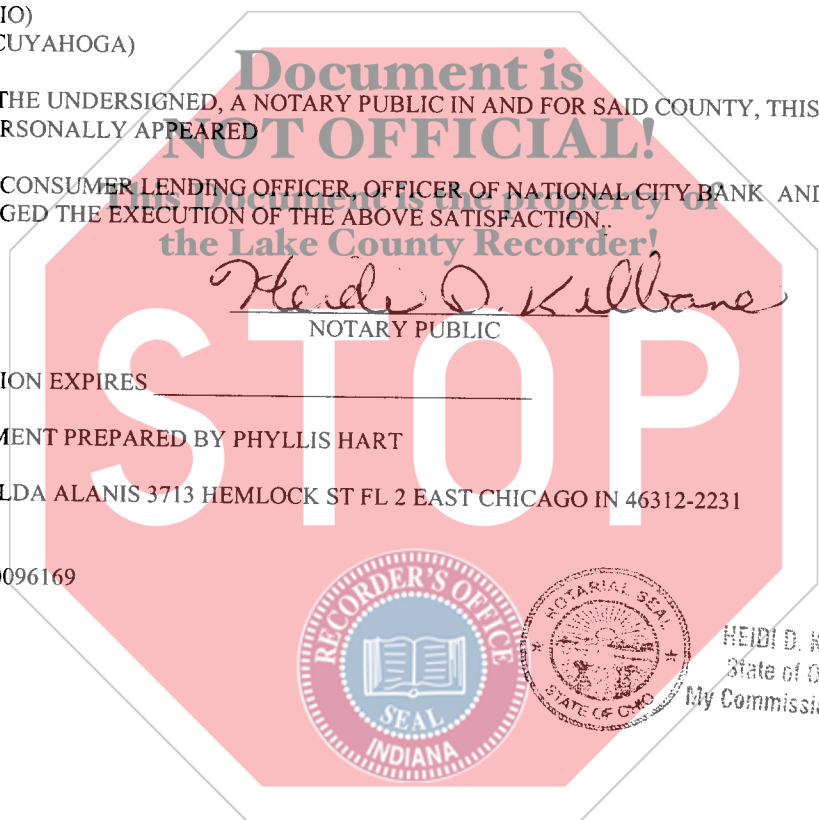 IO)
CUYAHOGA)
Document is
THE UNDERSIGNED, A NOTARY PUBLIC IN AND FOR SAID COUNTY, THIS
RSONALLY APPEARED
NOT OFFICIAL!
CONSUMER LENDING OFFICER, OFFICER OF NATIONAL CITY BANK AND
This Document is the property of
GED THE EXECUTION OF THE ABOVE SATISFACTION..
the Lake County Recorder!
Heidi D. Kilbane
NOTARY PUBLIC
STOP
ION EXPIRES
MENT PREPARED BY PHYLLIS HART
LDA ALANIS 3713 HEMLOCK ST FL 2 EAST CHICAGO IN 46312-2231
0096169
RECORDER'S OFFICE
SEAL
INDIANA
NOTARIAL SEAL
STATE OF OHIO
HEIDI D. K
State of O
My Commissi